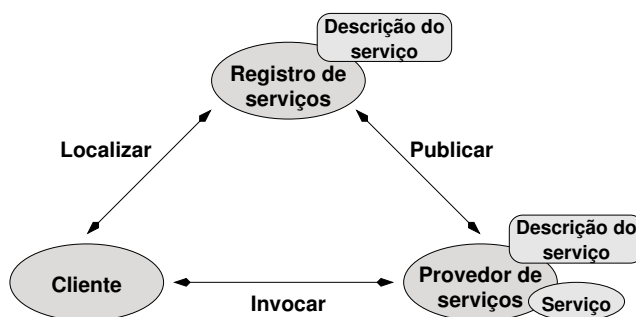 Descrição do
serviço
Registro de
serviços
Localizar
Publicar
Descrição do
serviço
Cliente
Provedor de
serviços
Invocar
Serviço